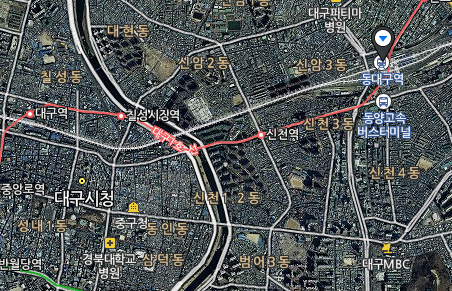 대구파티마
병원
대현동
신암2동
신암3동
칠성동
동대구역
대구역
칠성시장역
동양고속
버스터미널
대구1호선
신천역
신천3동
신천4동
중앙로역
대구시청
신천1 2동
중구청
성내1동
동인동
경북대학교
병원
삼덕동
범어3동
대구MBC
반월당역